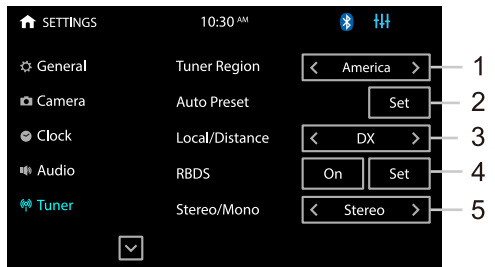 SETTINGS 10:30 AM
General Tuner Region < America > 1
Camera Auto Preset Set 2
Clock Local/Distance < DX > 3
Audio RBDS On Set 4
Tuner Stereo/Mono < Stereo > 5